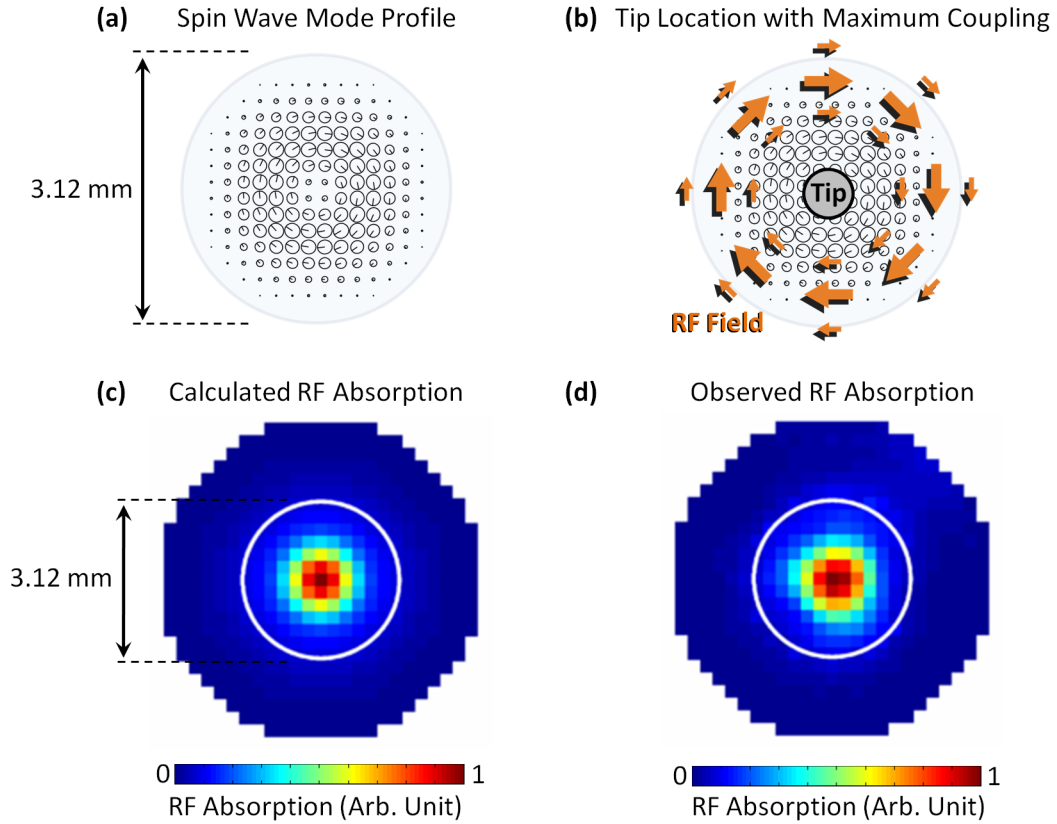 (a) Spin Wave Mode Profile
3.12 mm
(b) Tip Location with Maximum Coupling
Tip
RF Field
(c) Calculated RF Absorption
3.12 mm
0 1
RF Absorption (Arb. Unit)
(d) Observed RF Absorption
0 1
RF Absorption (Arb. Unit)